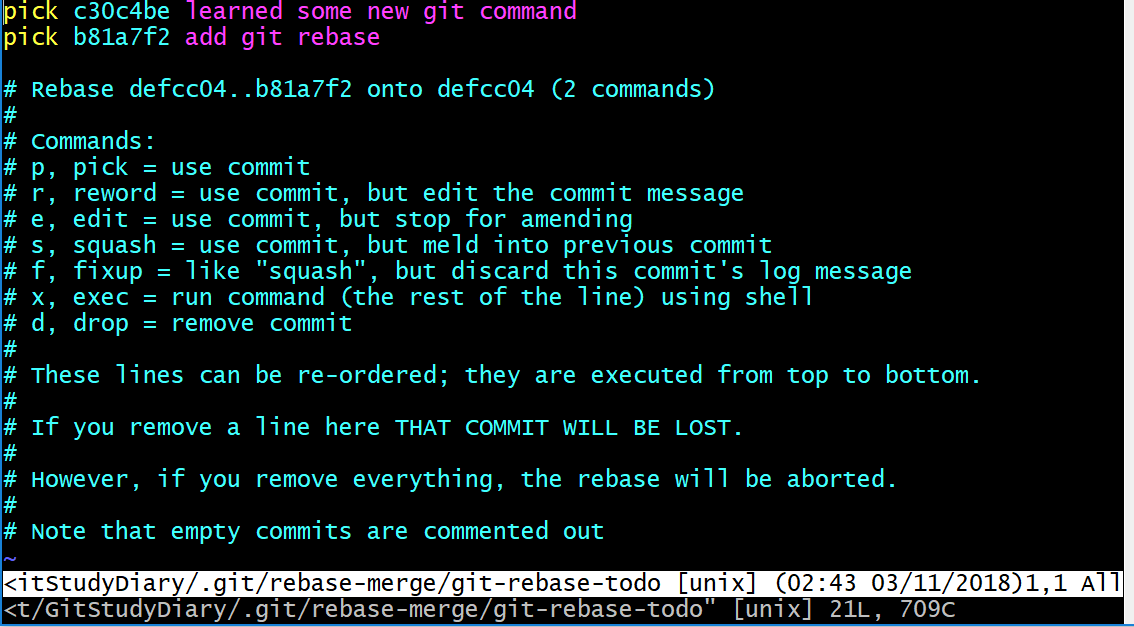 pick c30c4be learned some new git command
pick b81a7f2 add git rebase
# Rebase defcc04..b81a7f2 onto defcc04 (2 commands)
#
# Commands:
# p, pick = use commit
# r, reword = use commit, but edit the commit message
# e, edit = use commit, but stop for amending
# s, squash = use commit, but meld into previous commit
# f, fixup = like "squash", but discard this commit's log message
# x, exec = run command (the rest of the line) using shell
# d, drop = remove commit
#
# These lines can be re-ordered; they are executed from top to bottom.
#
# If you remove a line here THAT COMMIT WILL BE LOST.
#
# However, if you remove everything, the rebase will be aborted.
#
# Note that empty commits are commented out
~
<itStudyDiary/.git/rebase-merge/git-rebase-todo [unix] (02:43 03/11/2018)1,1 All
<t/GitStudyDiary/.git/rebase-merge/git-rebase-todo" [unix] 21L, 709C